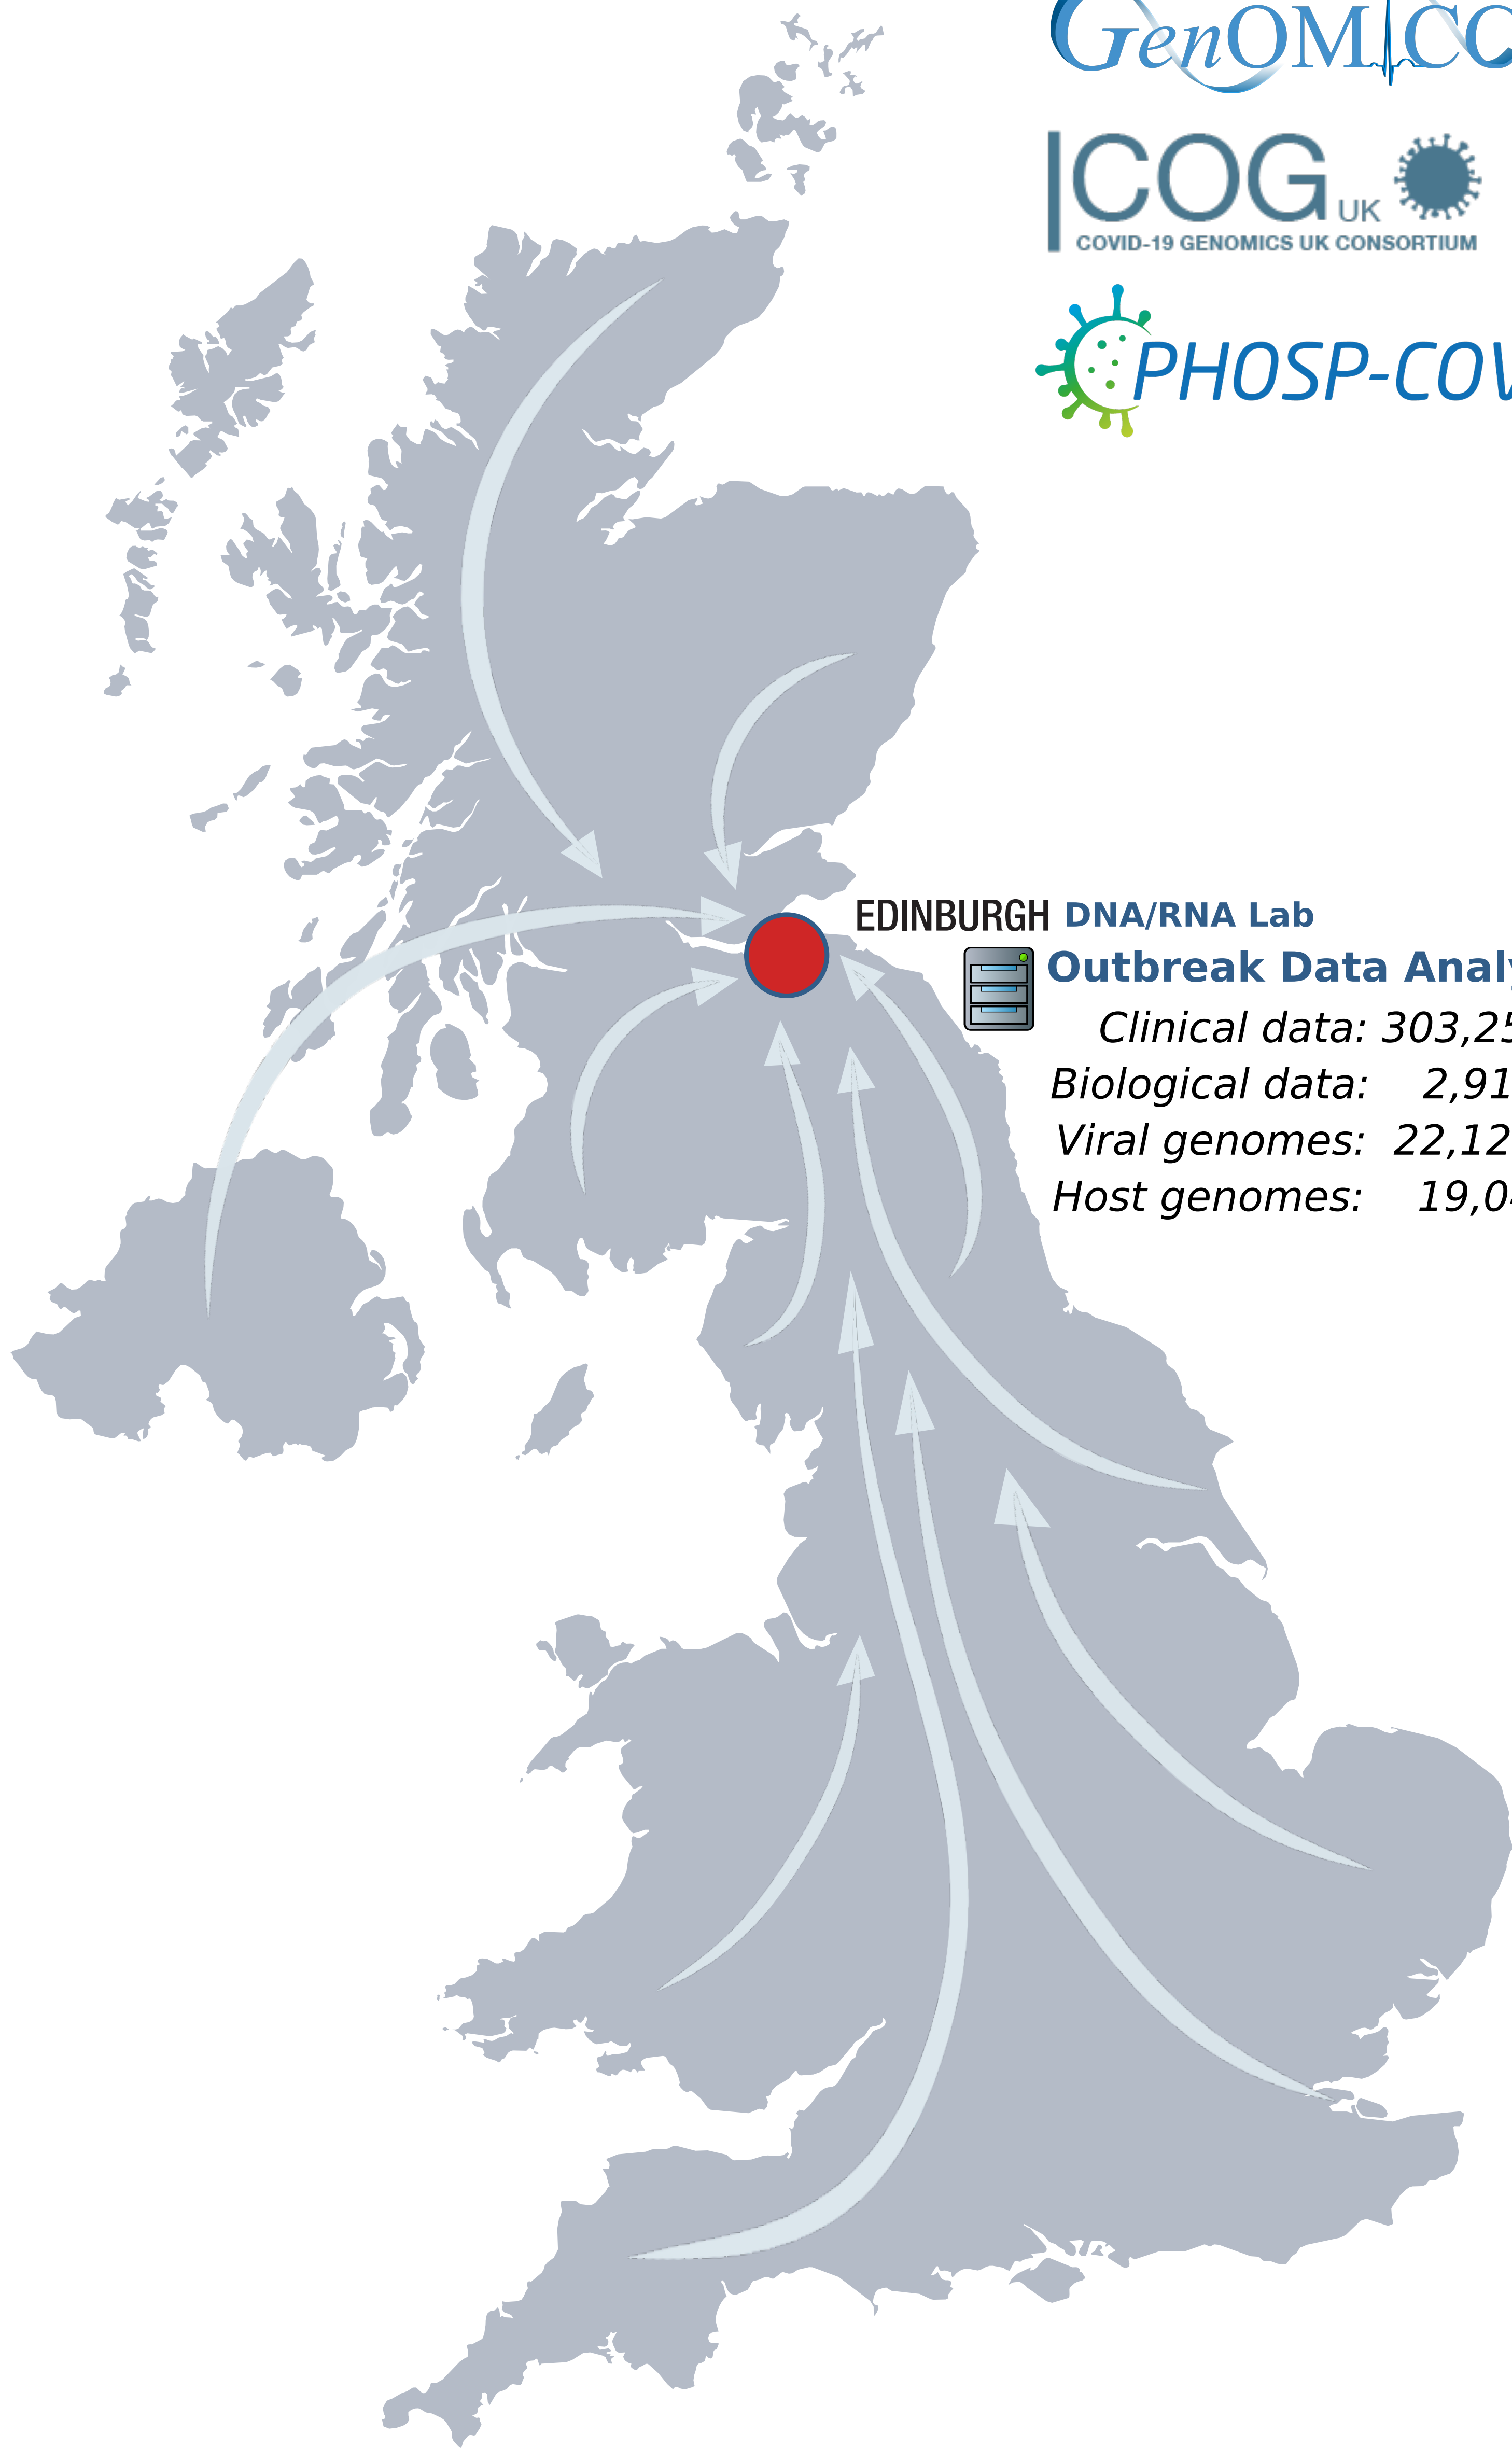 GenOMICC
COG UK
COVID-19 GENOMICS UK CONSORTIUM
PHOSP-COV
EDINBURGH DNA/RNA Lab
Outbreak Data Analy
Clinical data: 303,25
Biological data: 2,91
Viral genomes: 22,12
Host genomes: 19,0